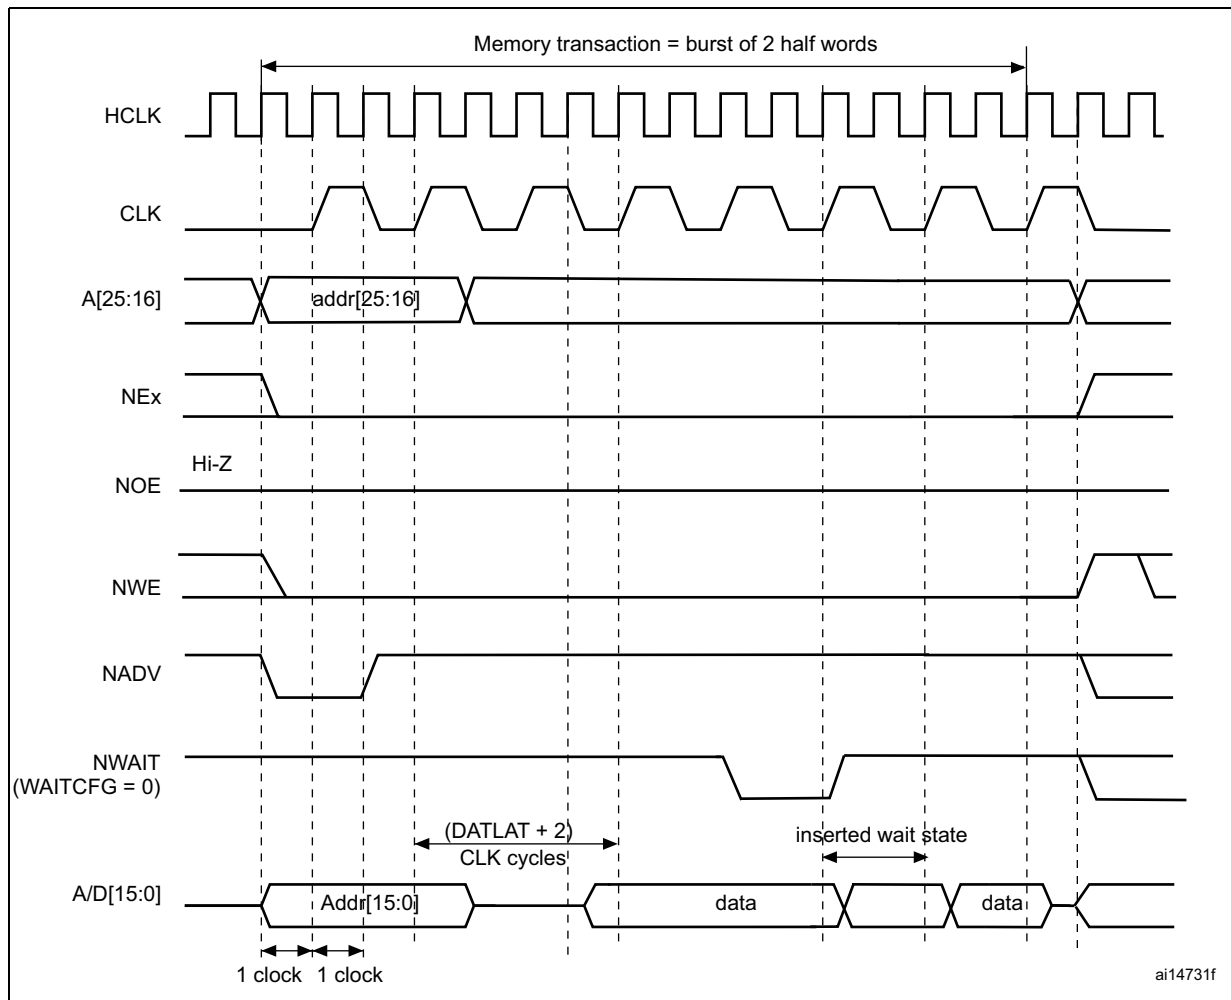 Memory transaction = burst of 2 half words
HCLK
CLK
A[25:16]
addr[25:16]
NEx
Hi-Z
NOE
NWE
NADV
NWAIT
(WAITCFG = 0)
(DATLAT + 2)
CLK cycles
inserted wait state
A/D[15:0]
Addr[15:0]
data
data
1 clock
1 clock
ai14731f